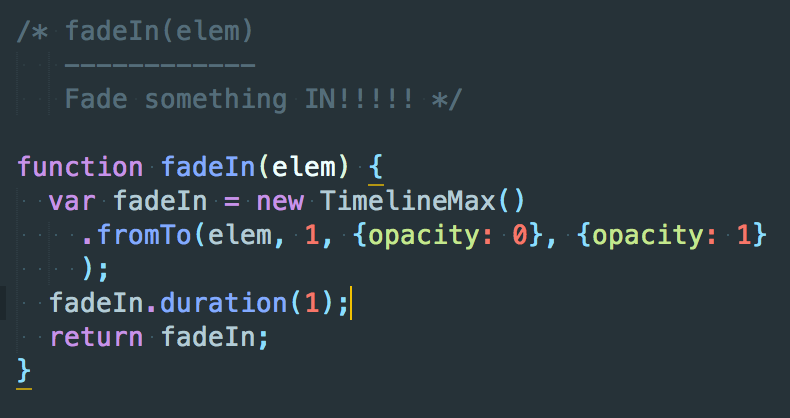 /* fadeIn(elem)
------------
Fade something IN!!!!! */
function fadeIn(elem) {
var fadeIn = new TimelineMax()
.fromTo(elem, 1, {opacity: 0}, {opacity: 1}
);
fadeIn.duration(1);
return fadeIn;
}